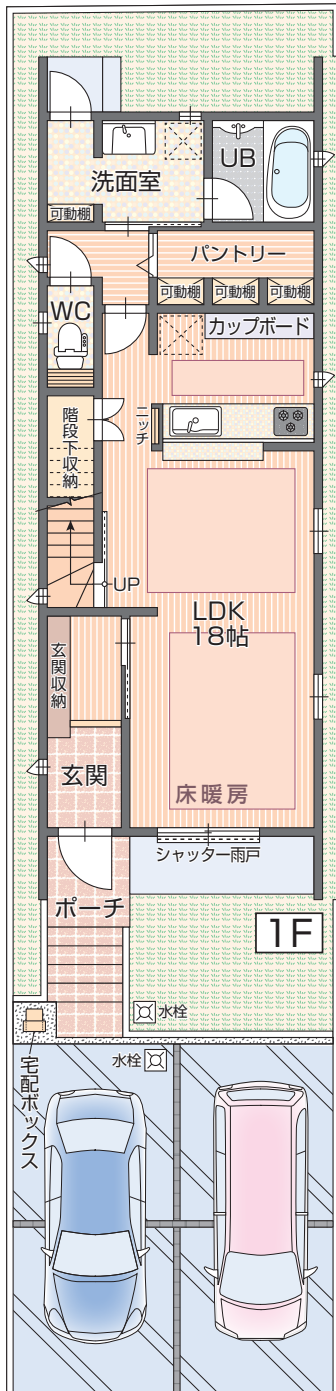 UB
洗面室
可動棚
パントリー
可動棚
可動棚
可動棚
WC
カップボード
ニッチ
階段下収納
UP
LDK
18帖
玄関収納
玄関
床暖房
シャッター雨戸
ポーチ
1F
水栓
水栓
宅配ボックス